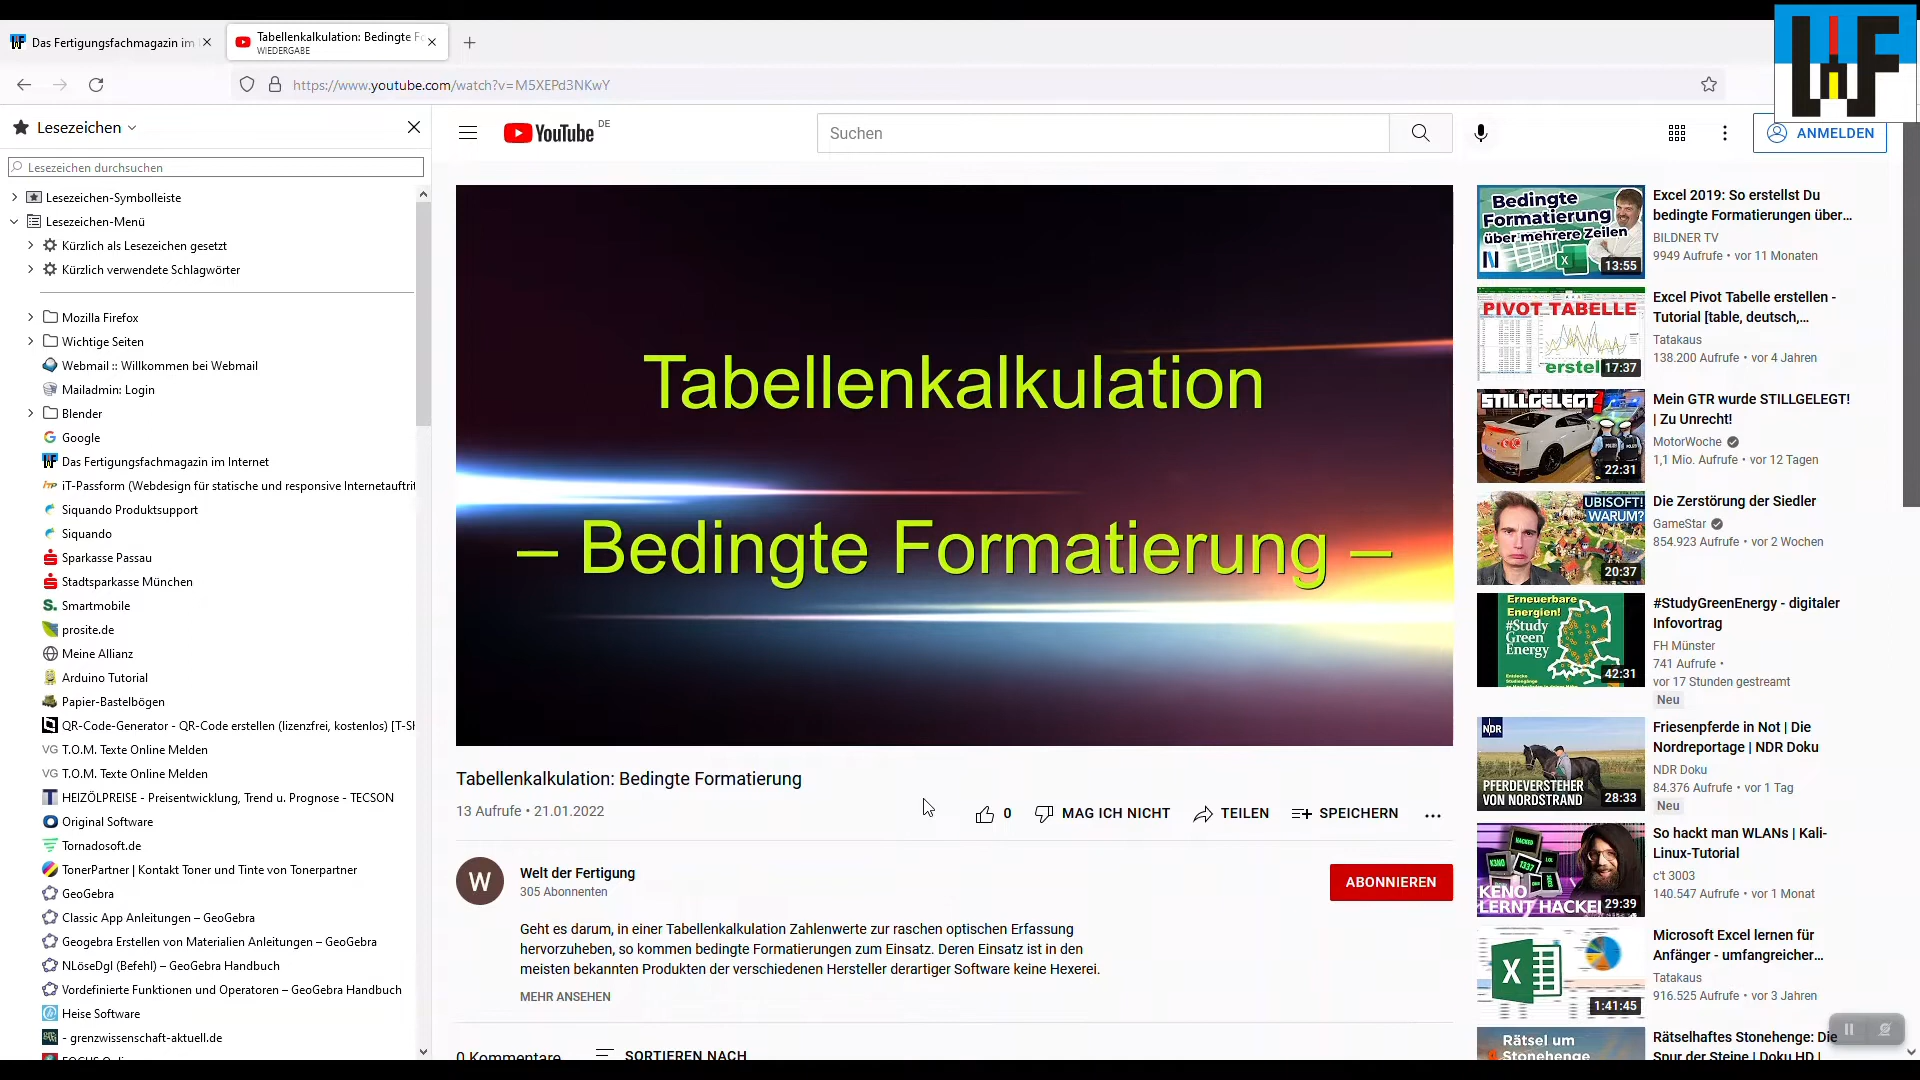 Das Fertigungsfachmagazin im
Tabellenkalkulation: Bedingte F
WIEDERGABE
https://www.youtube.com/watch?v=M5XEPd3NKwY
WF
Lesezeichen
Lesezeichen durchsuchen
Lesezeichen-Symbolleiste
Lesezeichen-Menü
Kürzlich als Lesezeichen gesetzt
Kürzlich verwendete Schlagwörter
Mozilla Firefox
Wichtige Seiten
Webmail :: Willkommen bei Webmail
Mailadmin: Login
Blender
Google
Das Fertigungsfachmagazin im Internet
iT-Passform (Webdesign für statische und responsive Internetauftrit
Siquando Produktsupport
Siquando
Sparkasse Passau
Stadtsparkasse München
Smartmobile
prosite.de
Meine Allianz
Arduino Tutorial
Papier-Bastelbögen
QR-Code-Generator - QR-Code erstellen (lizenzfrei, kostenlos) [T-Sh
VG T.O.M. Texte Online Melden
VG T.O.M. Texte Online Melden
HEIZÖLPREISE - Preisentwicklung, Trend u. Prognose - TECSON
Original Software
Tornadosoft.de
TonerPartner | Kontakt Toner und Tinte von Tonerpartner
GeoGebra
Classic App Anleitungen – GeoGebra
Geogebra Erstellen von Materialien Anleitungen – GeoGebra
NLöseDgl (Befehl) – GeoGebra Handbuch
Vordefinierte Funktionen und Operatoren – GeoGebra Handbuch
Heise Software
- grenzwissenschaft-aktuell.de
YouTube DE
Suchen
ANMELDEN
Tabellenkalkulation
– Bedingte Formatierung –
Tabellenkalkulation: Bedingte Formatierung
13 Aufrufe • 21.01.2022
0
MAG ICH NICHT
TEILEN
SPEICHERN
W
Welt der Fertigung
305 Abonnenten
ABONNIEREN
Geht es darum, in einer Tabellenkalkulation Zahlenwerte zur raschen optischen Erfassung
hervorzuheben, so kommen bedingte Formatierungen zum Einsatz. Deren Einsatz ist in den
meisten bekannten Produkten der verschiedenen Hersteller derartiger Software keine Hexerei.
MEHR ANSEHEN
0 Kommentare
SORTIEREN NACH
Bedingte
Formatierung
über mehrere Zeilen
13:55
Excel 2019: So erstellst Du
bedingte Formatierungen über...
BILDNER TV
9949 Aufrufe • vor 11 Monaten
PIVOT TABELLE
erstel
17:37
Excel Pivot Tabelle erstellen -
Tutorial [table, deutsch,...
Tatakaus
138.200 Aufrufe • vor 4 Jahren
STILLGELEGT?
22:31
Mein GTR wurde STILLGELEGT!
| Zu Unrecht!
MotorWoche
1,1 Mio. Aufrufe • vor 12 Tagen
UBISOFT!
WARUM?
20:37
Die Zerstörung der Siedler
GameStar
854.923 Aufrufe • vor 2 Wochen
Erneuerbare
Energien!
#Study
Green
Energy
42:31
#StudyGreenEnergy - digitaler
Infovortrag
FH Münster
741 Aufrufe •
vor 17 Stunden gestreamt
Neu
NDR
PFERDEVERSTEHER
VON NORDSTRAND
28:33
Friesenpferde in Not | Die
Nordreportage | NDR Doku
NDR Doku
84.376 Aufrufe • vor 1 Tag
Neu
KENO
LERNT HACKE
29:39
So hackt man WLANs | Kali-
Linux-Tutorial
c't 3003
140.547 Aufrufe • vor 1 Monat
X
1:41:45
Microsoft Excel lernen für
Anfänger - umfangreicher...
Tatakaus
916.525 Aufrufe • vor 3 Jahren
Rätsel um
Stonehenge
Rätselhaftes Stonehenge: Die
Spur der Steine | Doku HD |